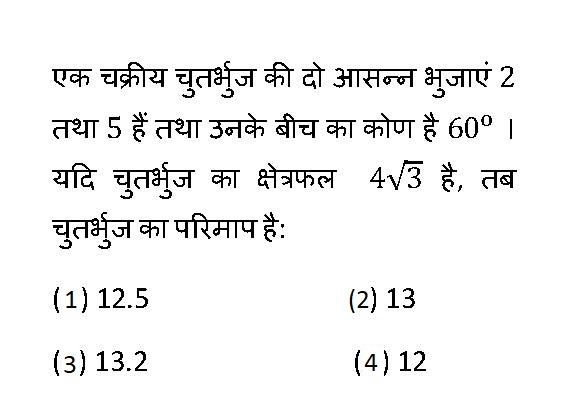 एक चक्रीय चुतर्भुज की दो आसन्न भुजाएं 2
तथा 5 हैं तथा उनके बीच का कोण है 60° ।
यदि चुतर्भुज का क्षेत्रफल 4√3 है, तब
चुतर्भुज का परिमाप है:
(1) 12.5 (2) 13
(3) 13.2 (4) 12